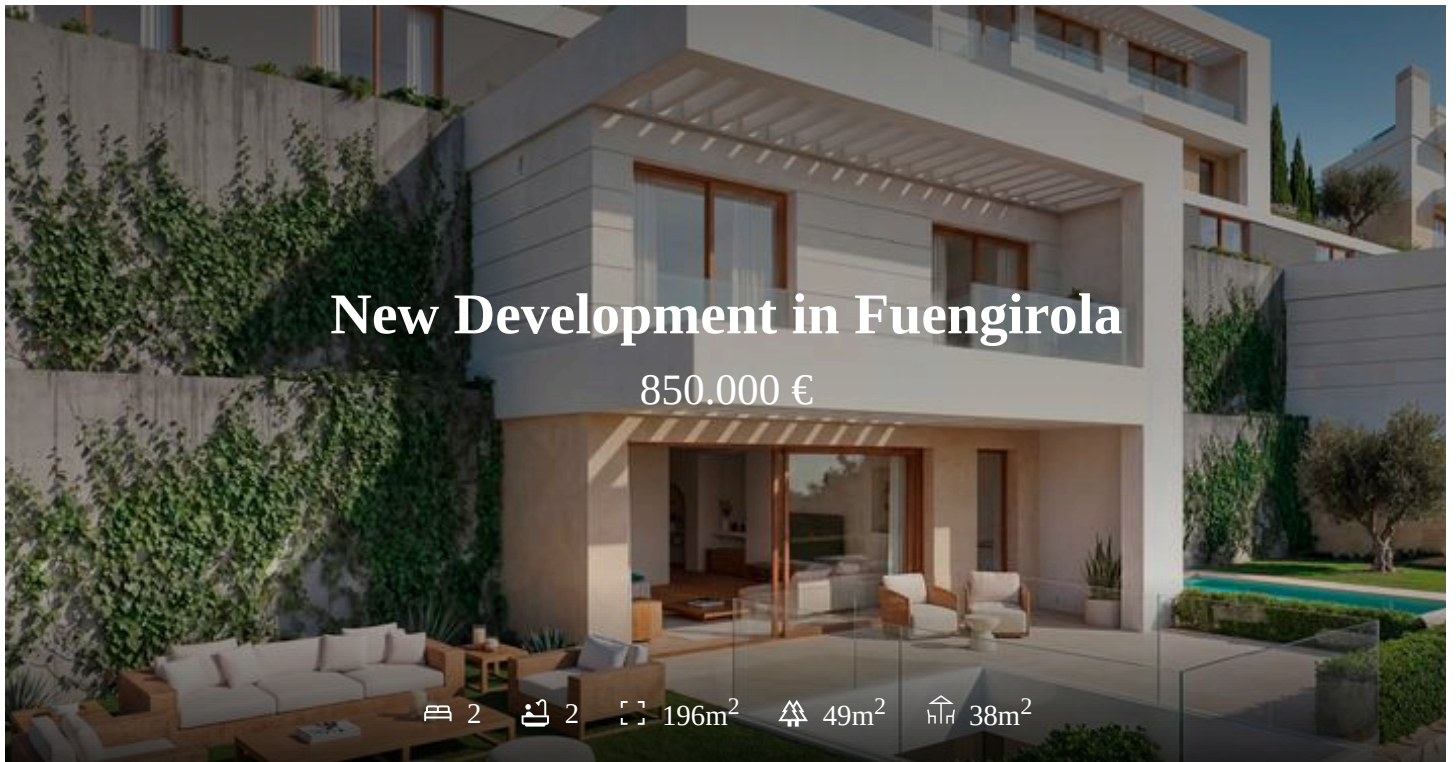 New Development in Fuengirola
850.000 €
2 2 196m² 49m² 38m²